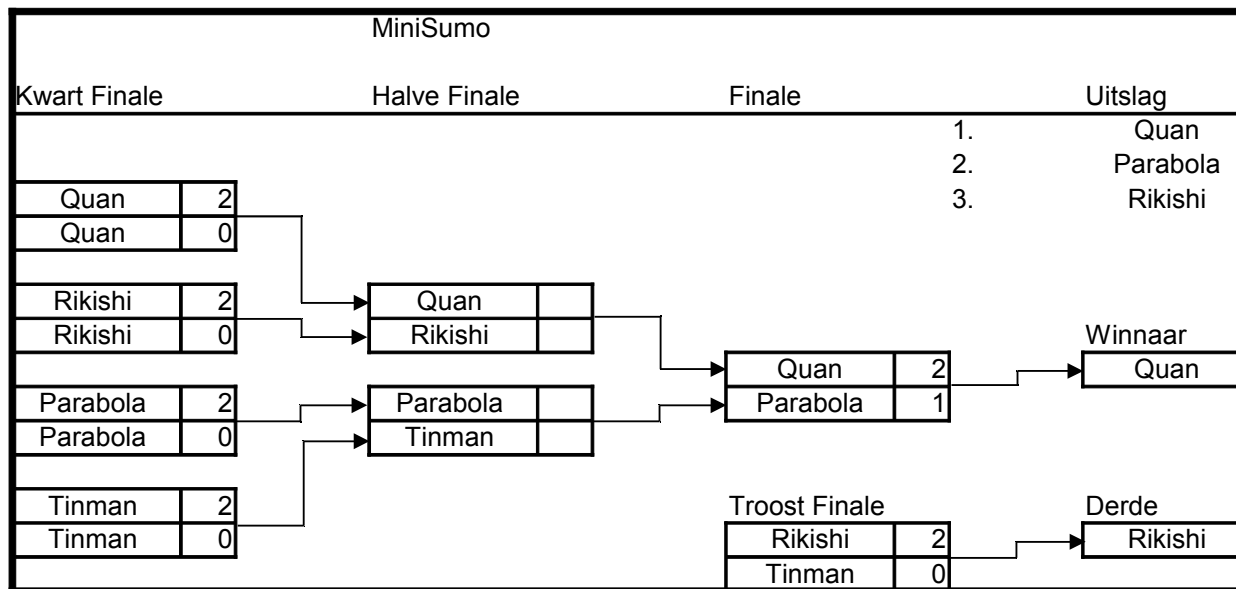 MiniSumo
Kwart Finale Halve Finale Finale Uitslag
1. Quan
2. Parabola
3. Rikishi
Quan 2
Quan 0
Rikishi 2
Rikishi 0
Quan
Rikishi
Winnaar
Quan 2
Parabola 1
Quan
Parabola 2
Parabola 0
Parabola
Tinman
Tinman 2
Tinman 0
Troost Finale
Rikishi 2
Tinman 0
Derde
Rikishi